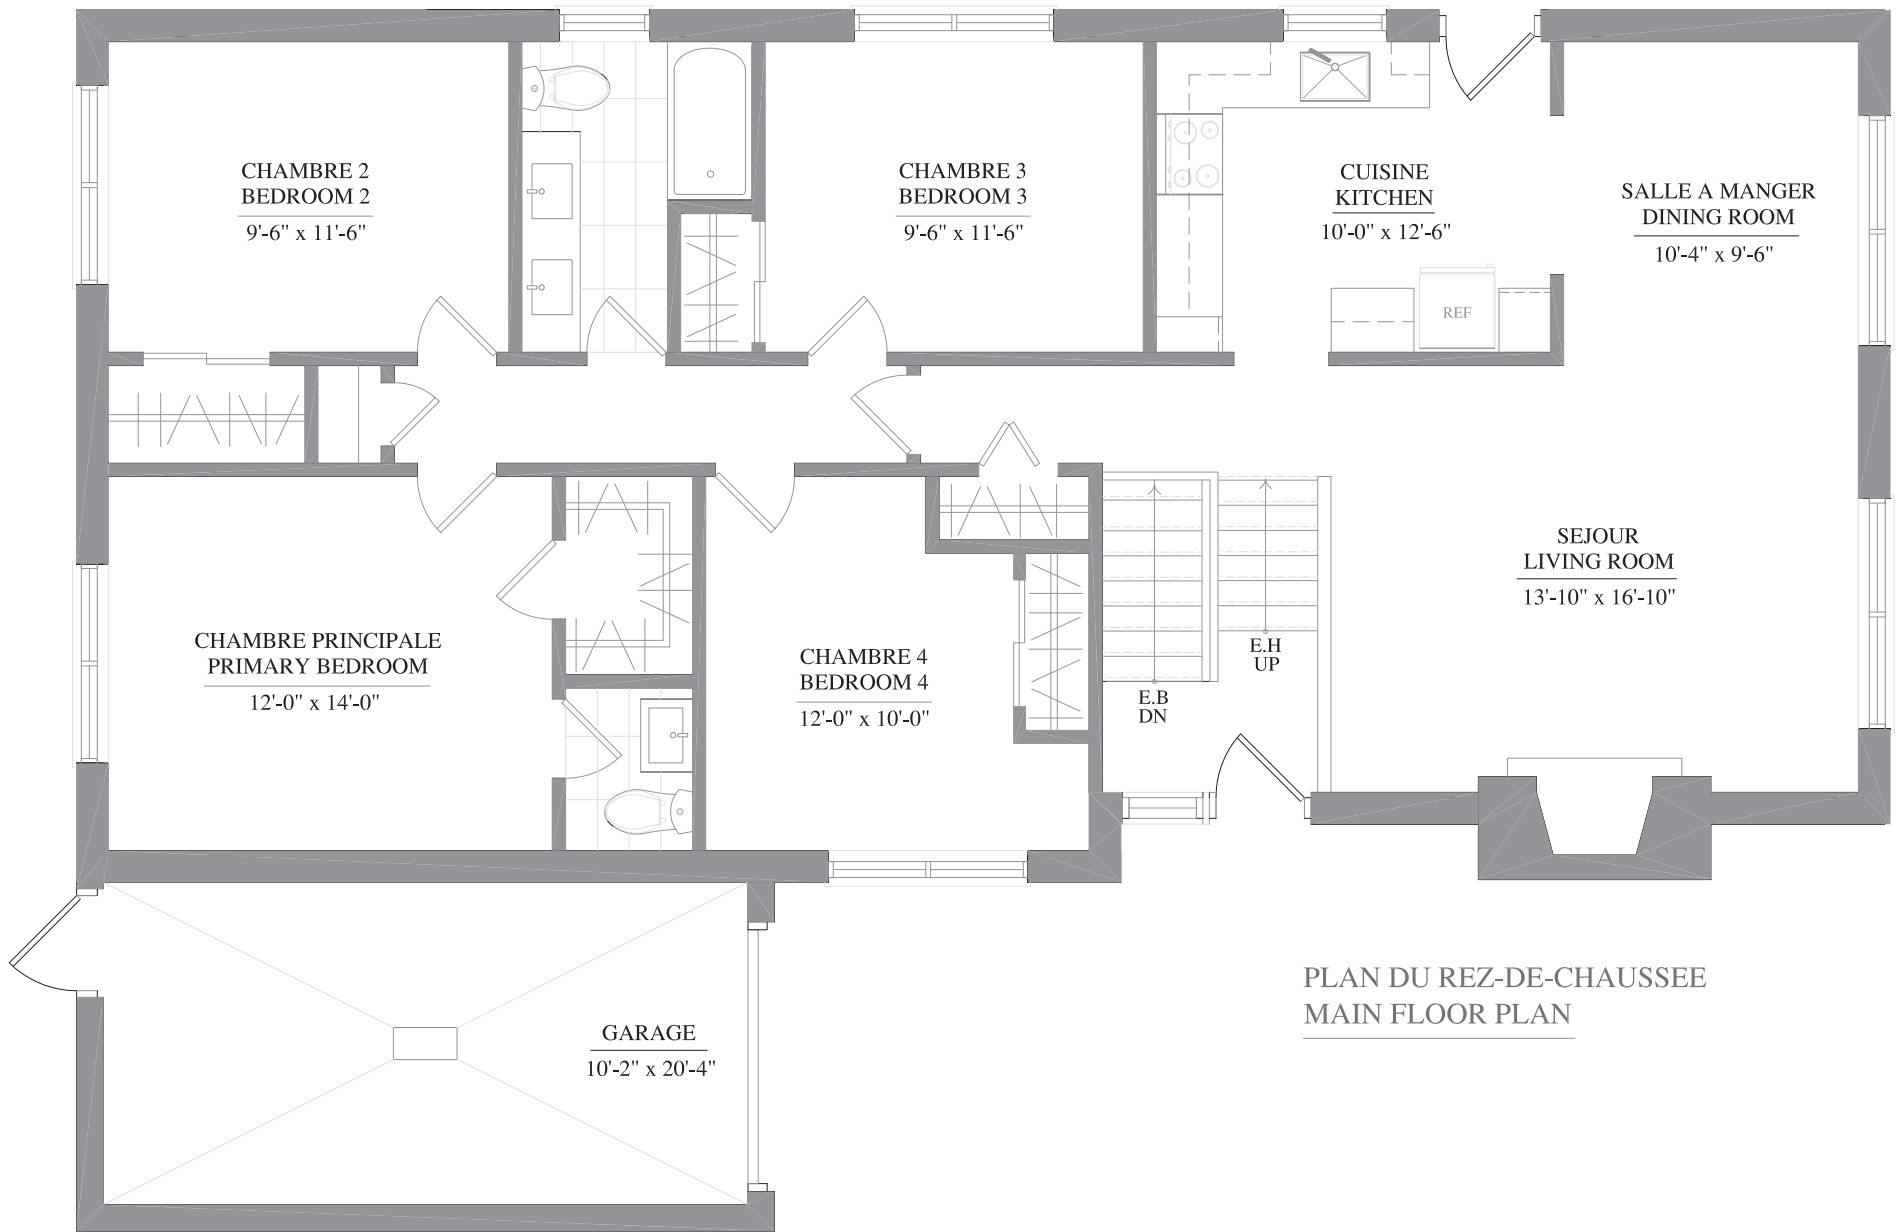 CHAMBRE 2
BEDROOM 2
9'-6" x 11'-6"
CHAMBRE 3
BEDROOM 3
9'-6" x 11'-6"
CUISINE
KITCHEN
10'-0" x 12'-6"
SALLE A MANGER
DINING ROOM
10'-4" x 9'-6"
REF
SEJOUR
LIVING ROOM
13'-10" x 16'-10"
CHAMBRE PRINCIPALE
PRIMARY BEDROOM
12'-0" x 14'-0"
CHAMBRE 4
BEDROOM 4
12'-0" x 10'-0"
E.H
UP
E.B
DN
GARAGE
10'-2" x 20'-4"
PLAN DU REZ-DE-CHAUSSEE
MAIN FLOOR PLAN